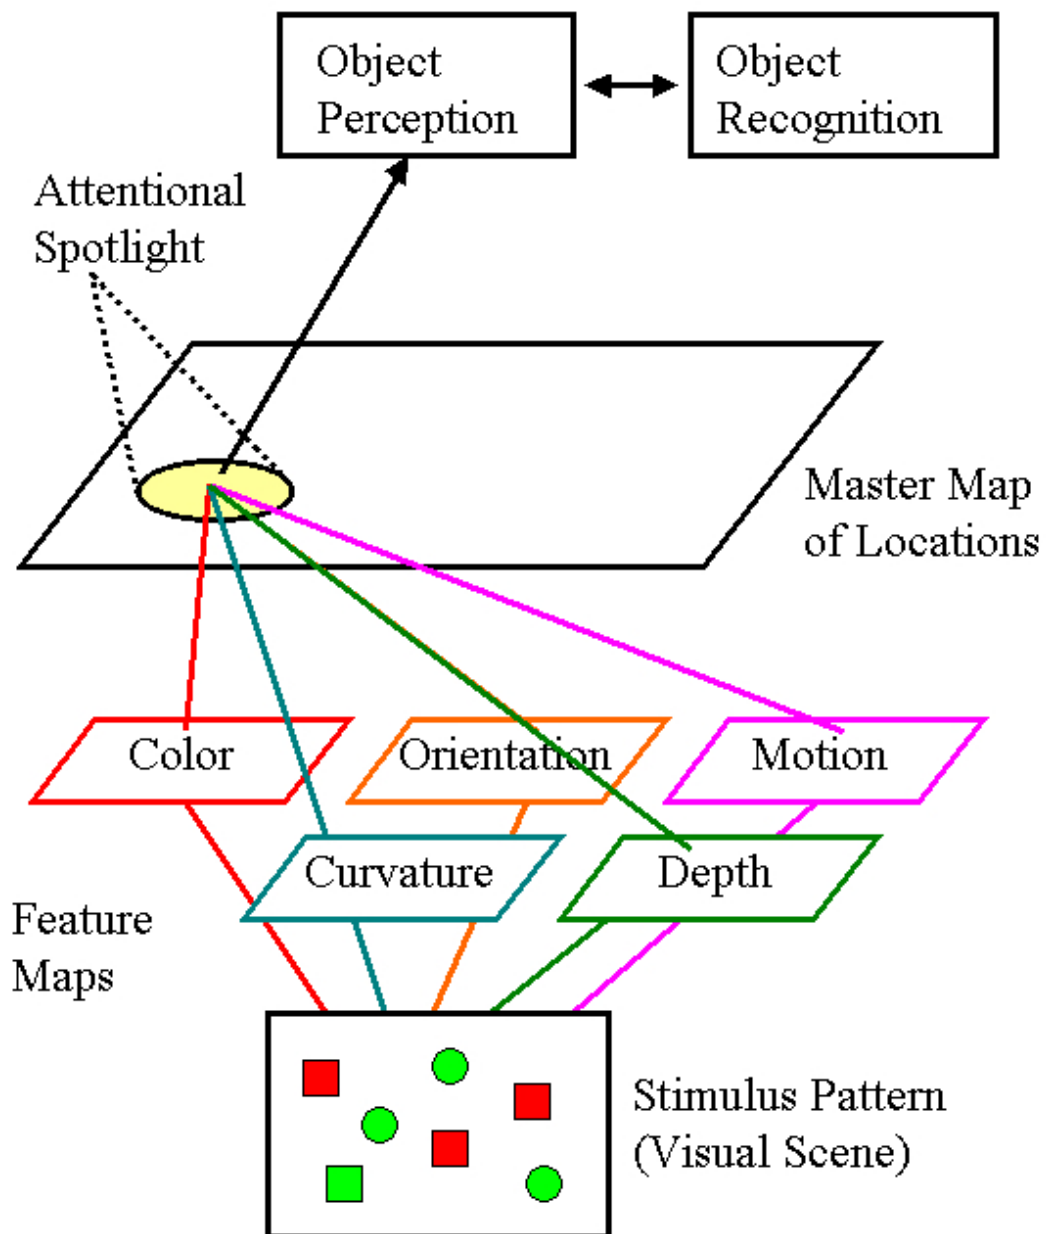 Object
Perception
Object
Recognition
Attentional
Spotlight
Master Map
of Locations
Color
Orientation
Motion
Curvature
Depth
Feature
Maps
Stimulus Pattern
(Visual Scene)